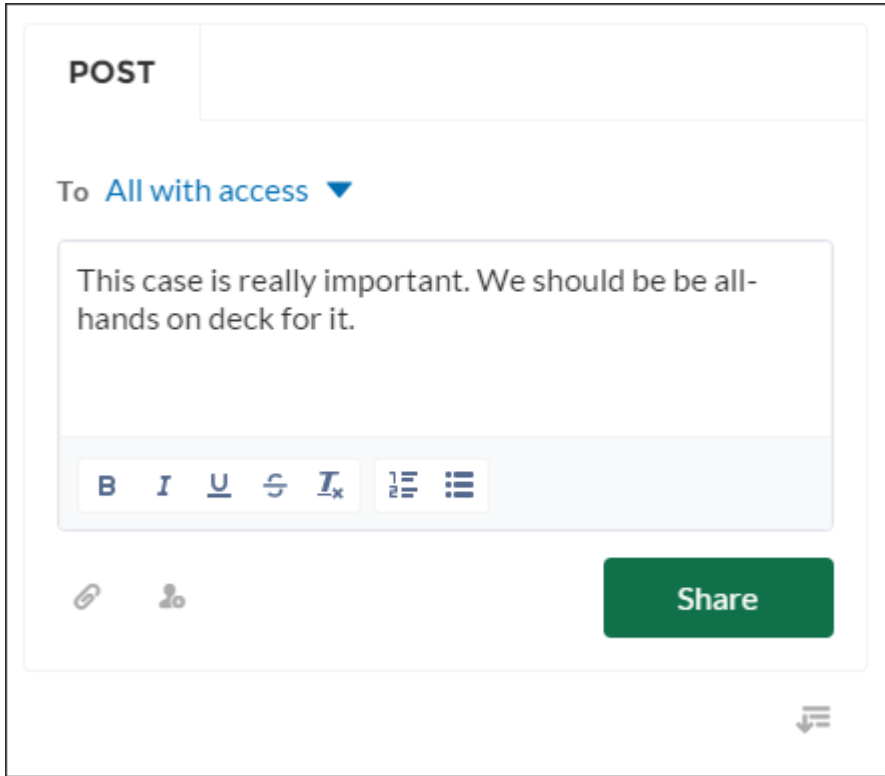 POST
To All with access
This case is really important. We should be be all-
hands on deck for it.
B I U S Tx
Share